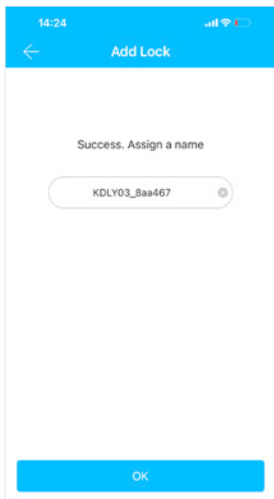 14:24
Add Lock
Success. Assign a name
KDLY03_8aa467
OK